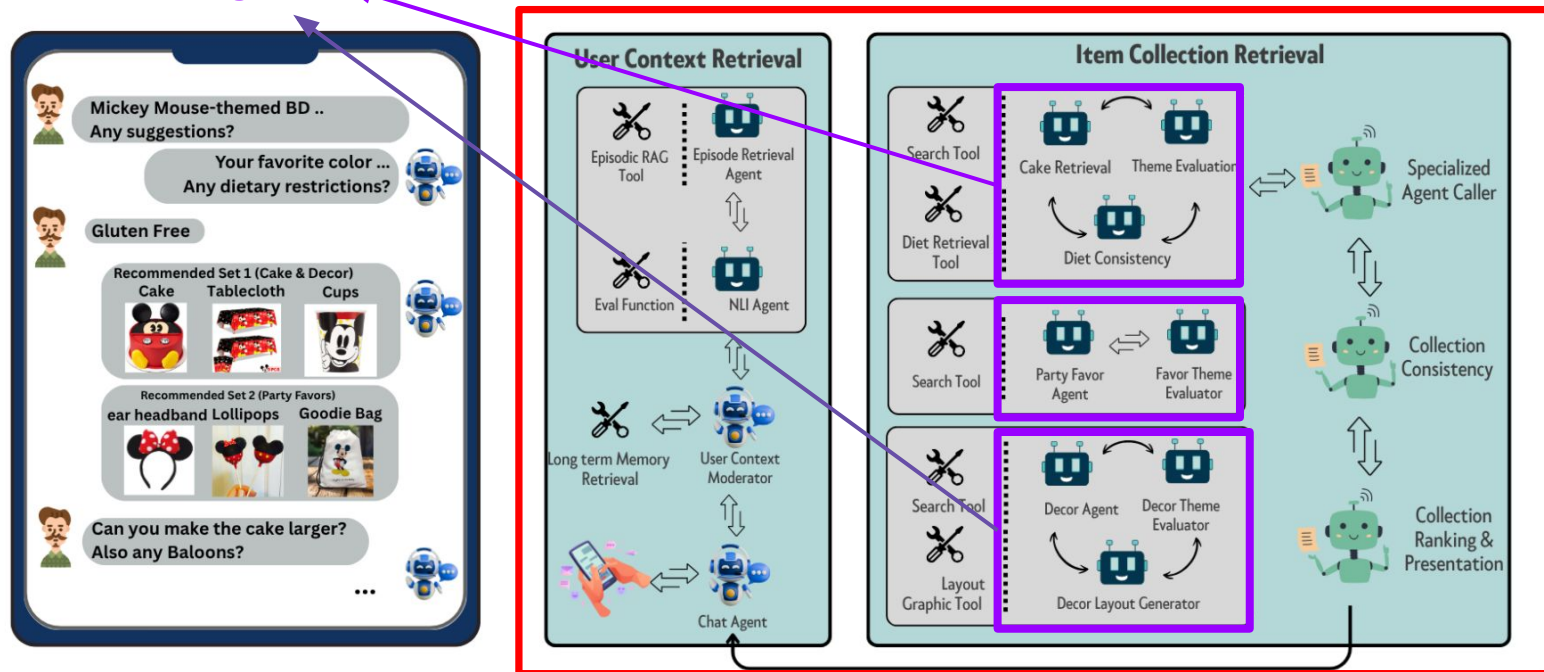 Mickey Mouse-themed BD ..
Any suggestions?
Your favorite color ...
Any dietary restrictions?
Gluten Free
Recommended Set 1 (Cake & Decor)
Cake Tablecloth Cups
Recommended Set 2 (Party Favors)
ear headband Lollipops Goodie Bag
Can you make the cake larger?
Also any Baloons?
...
User Context Retrieval
Episodic RAG
Tool
Episode Retrieval
Agent
Eval Function
NLI Agent
Long term Memory
Retrieval
User Context
Moderator
Chat Agent
Item Collection Retrieval
Search Tool
Diet Retrieval
Tool
Cake Retrieval
Theme Evaluation
Diet Consistency
Specialized
Agent Caller
Search Tool
Party Favor
Agent
Favor Theme
Evaluator
Collection
Consistency
Search Tool
Layout
Graphic Tool
Decor Agent
Decor Theme
Evaluator
Decor Layout Generator
Collection
Ranking &
Presentation